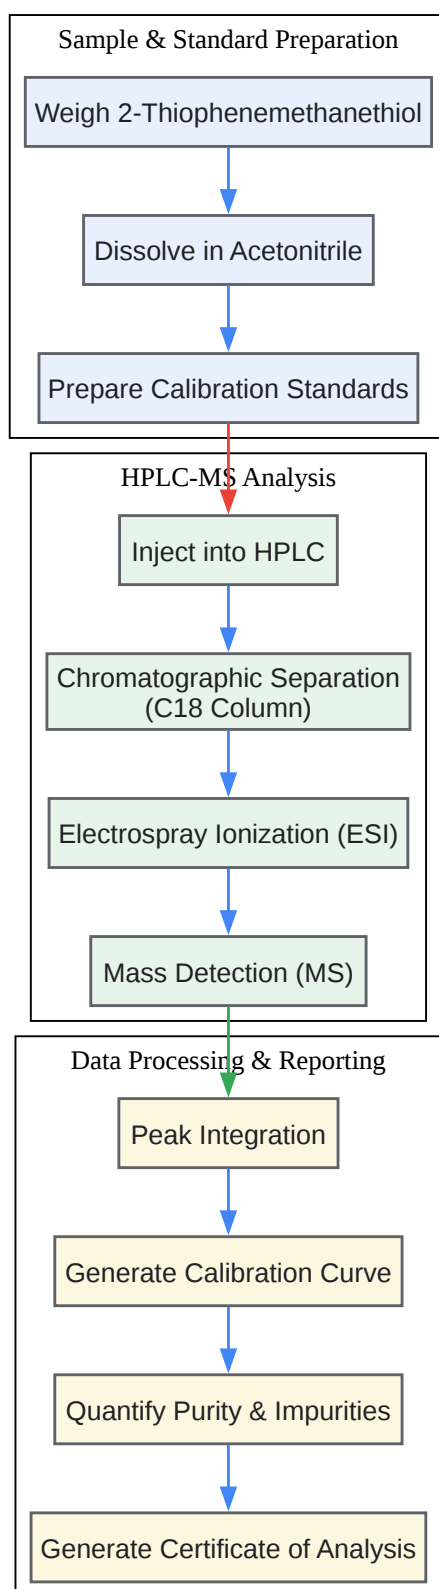 Sample & Standard Preparation
Weigh 2-Thiophenemethanethiol
Dissolve in Acetonitrile
Prepare Calibration Standards
HPLC-MS Analysis
Inject into HPLC
Chromatographic Separation
(C18 Column)
Electrospray Ionization (ESI)
Mass Detection (MS)
Data Processing & Reporting
Peak Integration
Generate Calibration Curve
Quantify Purity & Impurities
Generate Certificate of Analysis